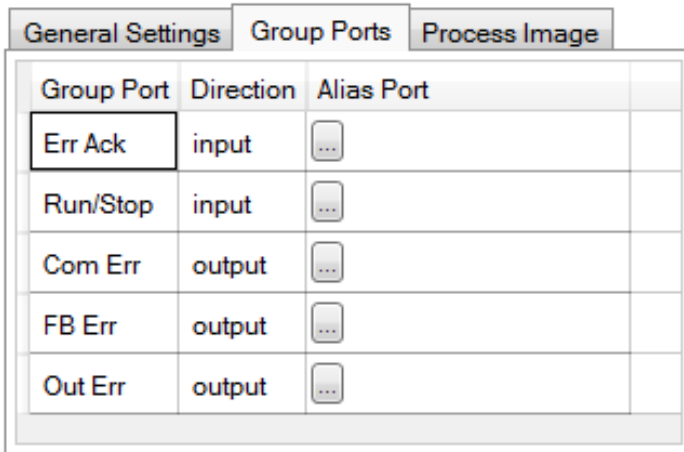 General Settings Group Ports Process Image
Group Port Direction Alias Port
Err Ack input ...
Run/Stop input ...
Com Err output ...
FB Err output ...
Out Err output ...